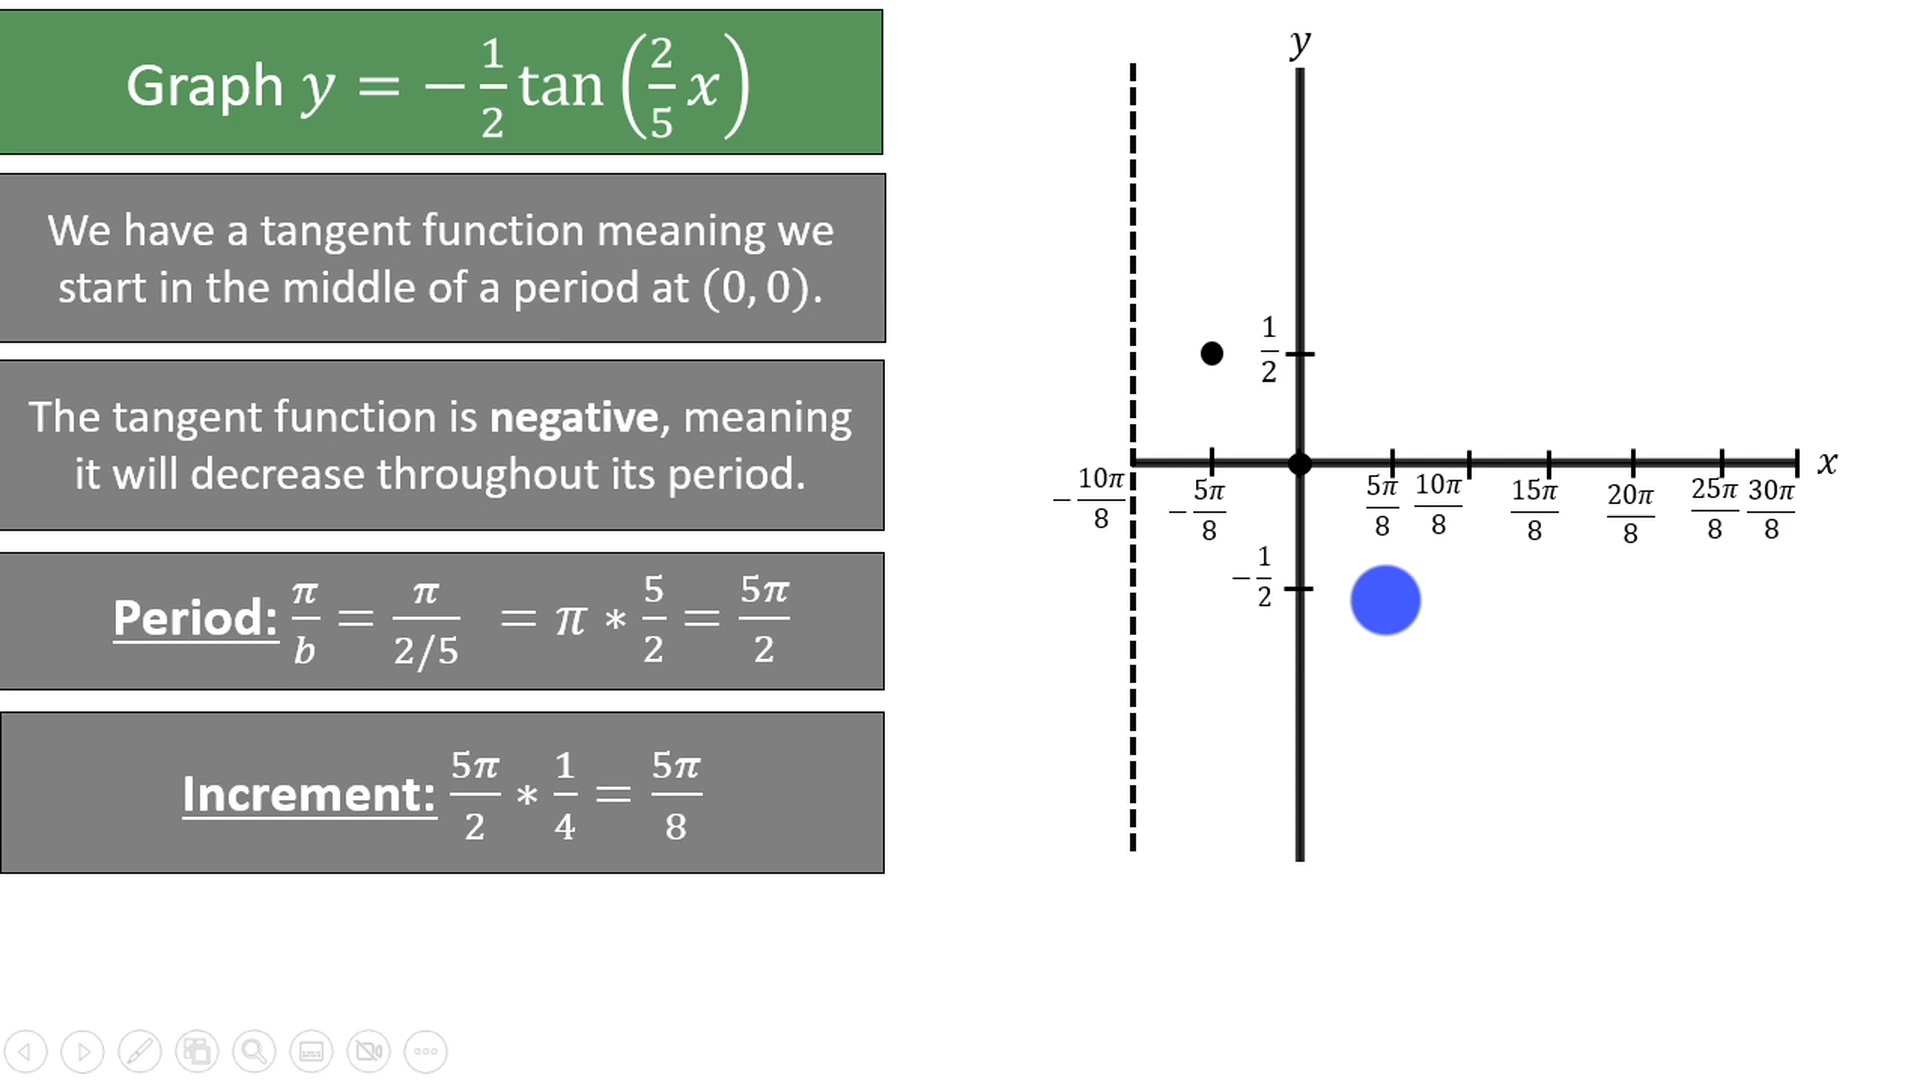 Graph y = −1/2 tan(2/5 x)
We have a tangent function meaning we
start in the middle of a period at (0, 0).
The tangent function is negative, meaning
it will decrease throughout its period.
Period: π/b = π/(2/5) = π * 5/2 = 5π/2
Increment: 5π/2 * 1/4 = 5π/8
y
1/2
x
−10π/8 −5π/8 5π/8 10π/8 15π/8 20π/8 25π/8 30π/8
−1/2